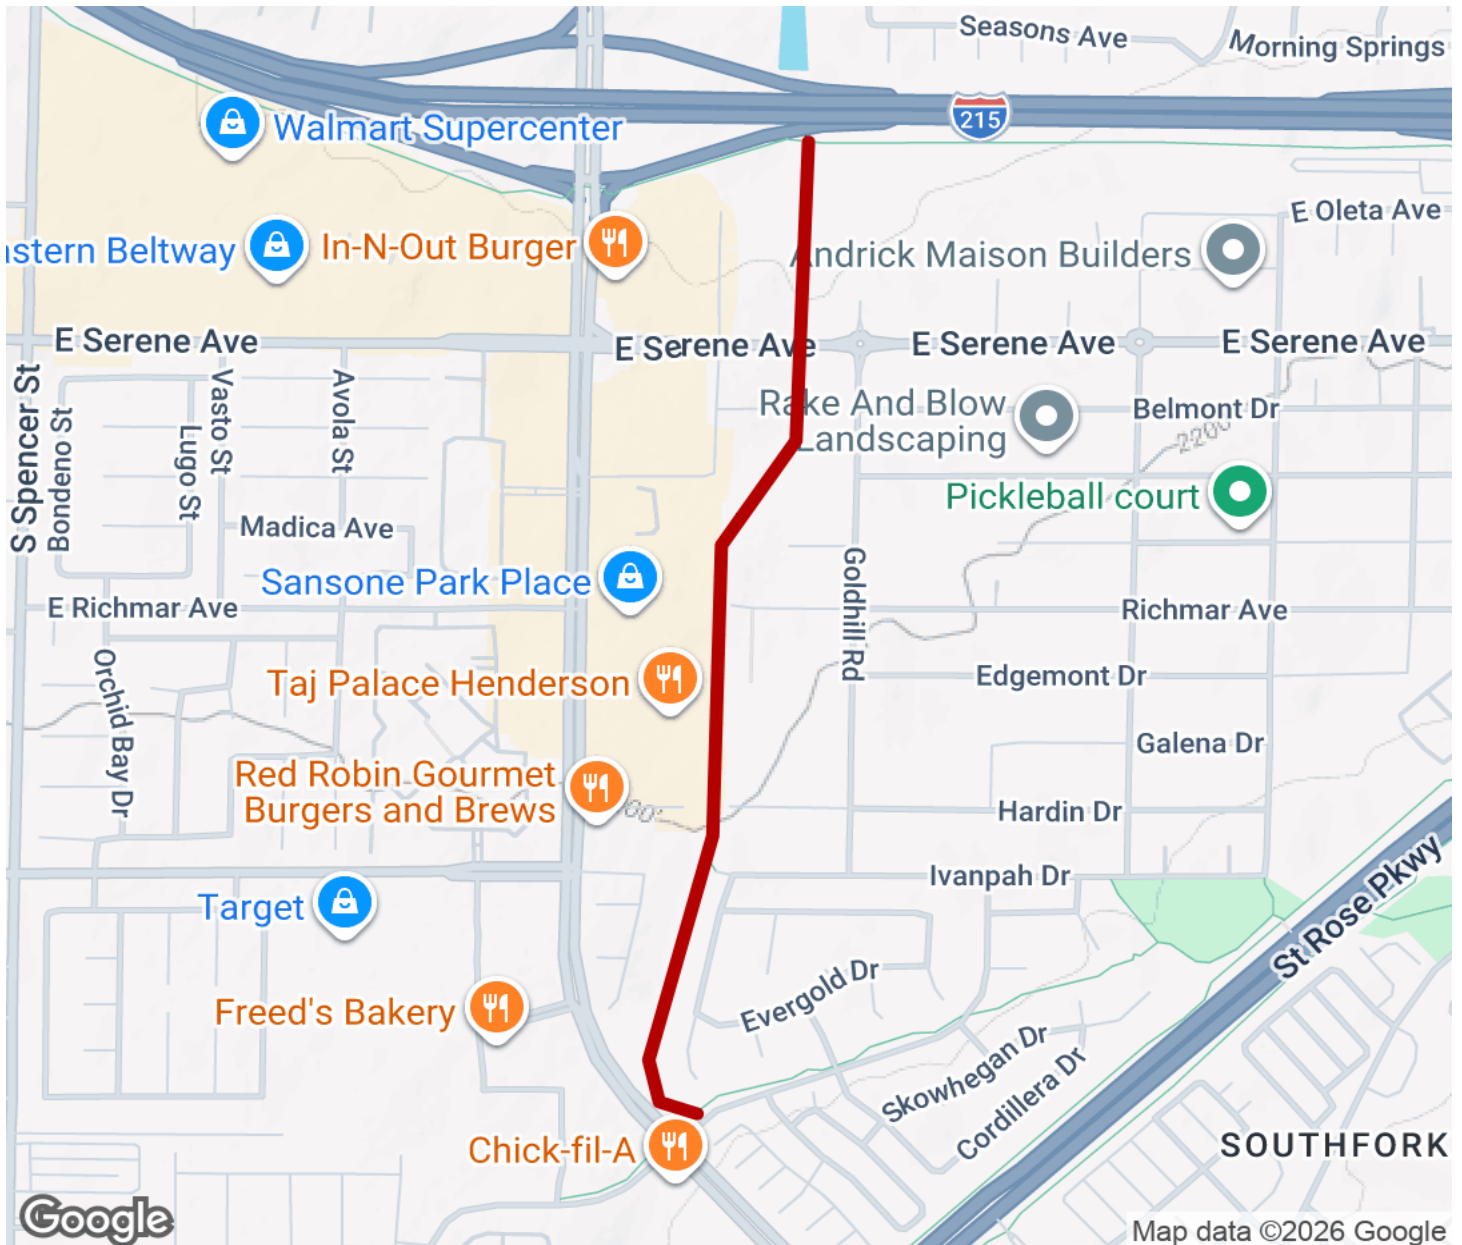 Seasons Ave
Morning Springs
215
Walmart Supercenter
E Oleta Ave
stern Beltway
In-N-Out Burger
Andrick Maison Builders
E Serene Ave
E Serene Ave
E Serene Ave
E Serene Ave
S Spencer St
Bondeno St
Vasto St
Lugo St
Avola St
Rake And Blow
Landscaping
Belmont Dr
2200'
Pickleball court
Madica Ave
Sansone Park Place
Goldhill Rd
E Richmar Ave
Richmar Ave
Orchid Bay Dr
Taj Palace Henderson
Edgemont Dr
Galena Dr
Red Robin Gourmet
Burgers and Brews
00'
Hardin Dr
Ivanpah Dr
St Rose Pkwy
Target
Evergold Dr
Freed's Bakery
Skowhegan Dr
Cordillera Dr
Chick-fil-A
SOUTHFORK
Google
Map data ©2026 Google